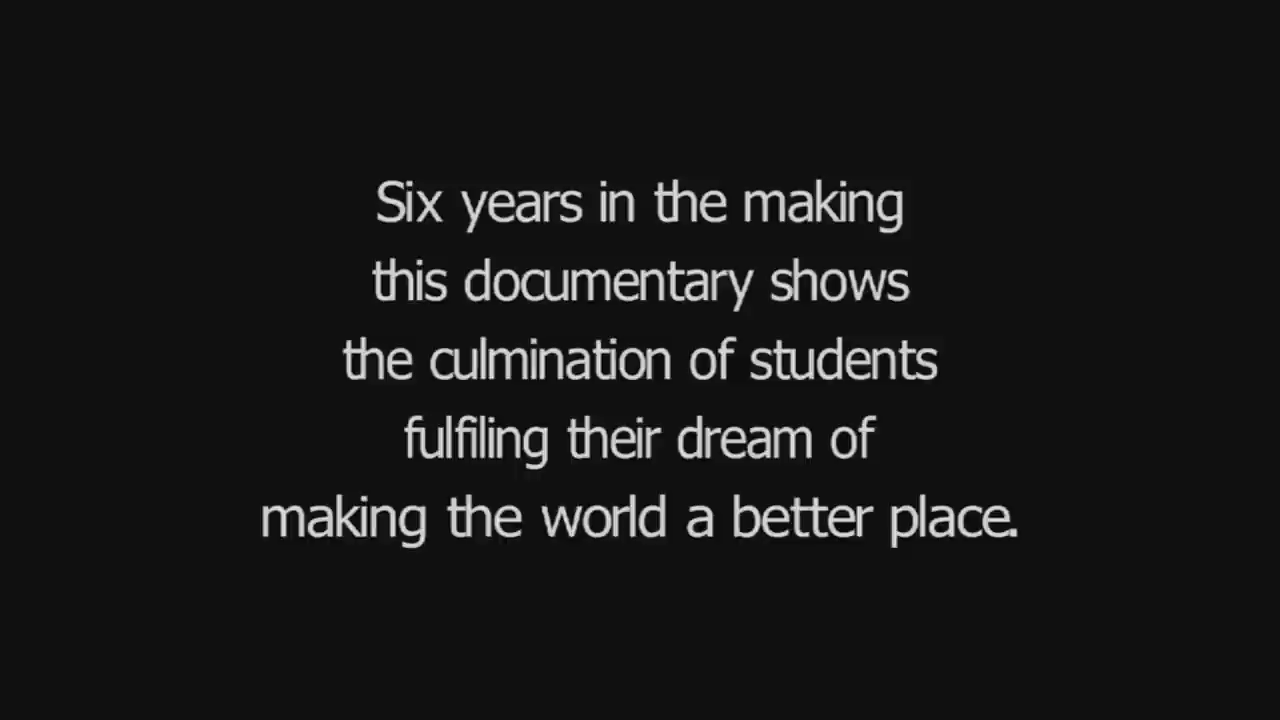 Six years in the making
this documentary shows
the culmination of students
fulfiling their dream of
making the world a better place.